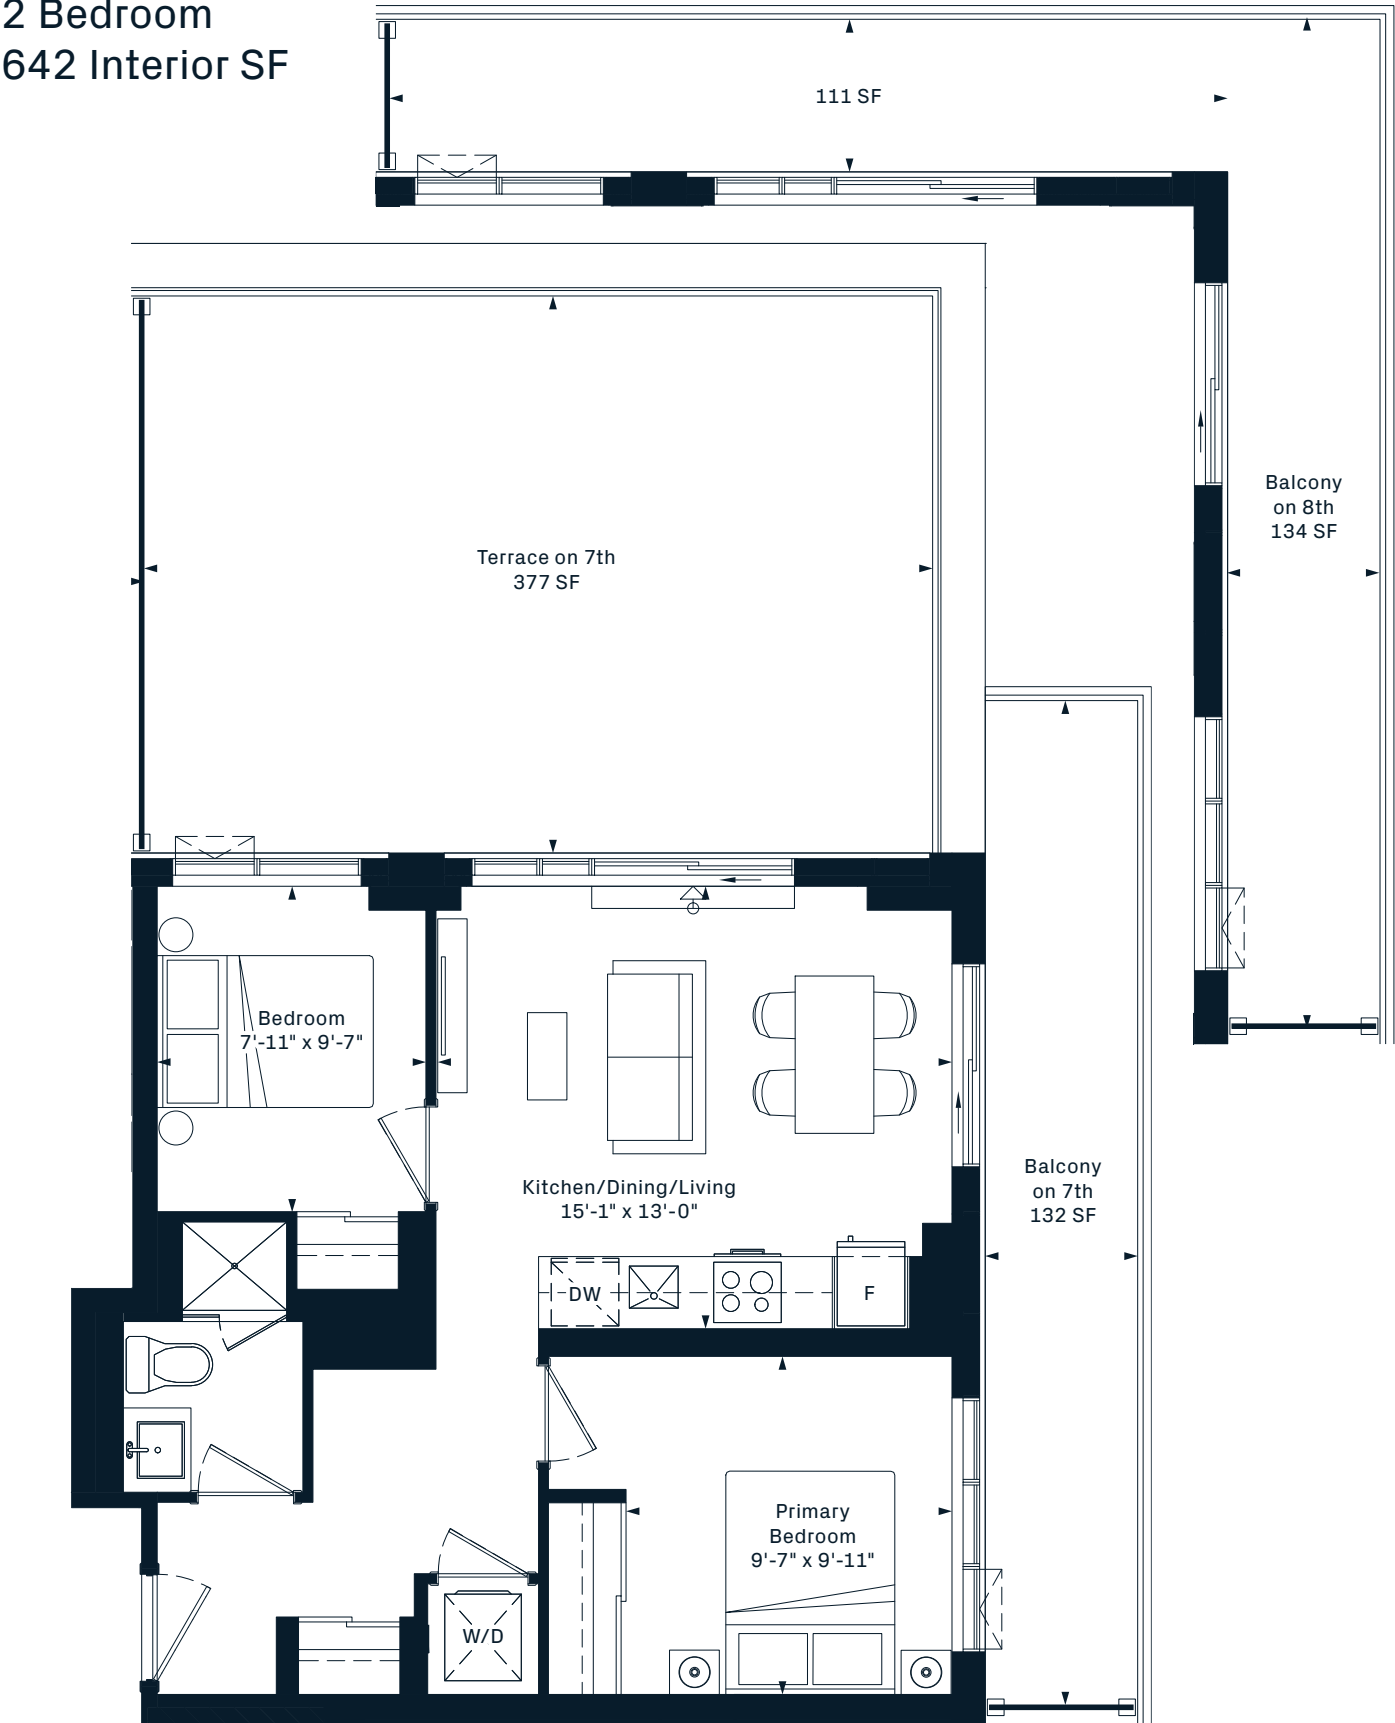 2 Bedroom
642 Interior SF
111 SF
Balcony
on 8th
134 SF
Terrace on 7th
377 SF
Bedroom
7'-11" x 9'-7"
Kitchen/Dining/Living
15'-1" x 13'-0"
Balcony
on 7th
132 SF
DW
F
Primary
Bedroom
9'-7" x 9'-11"
W/D